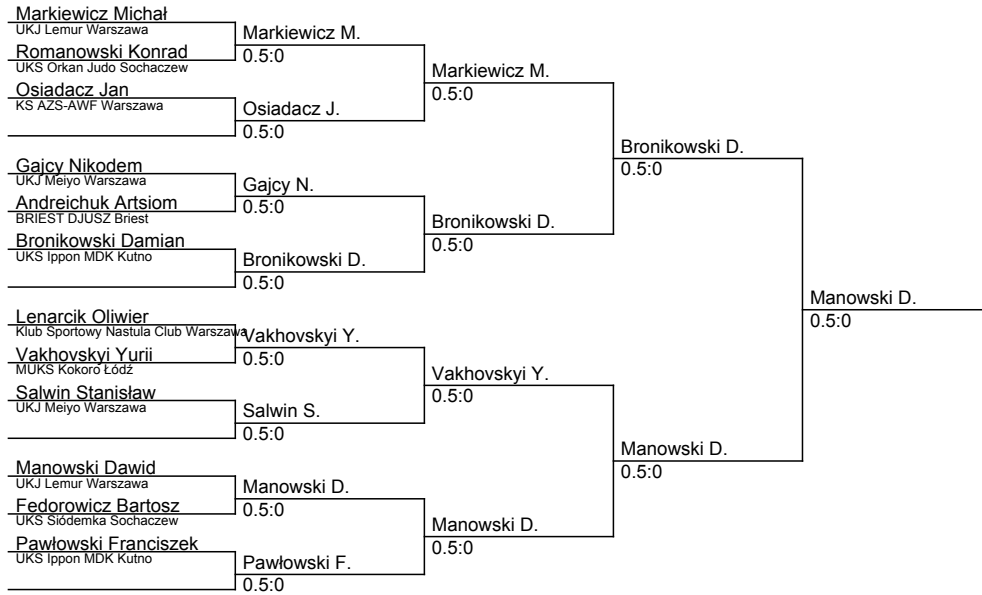 Markiewicz Michał
UKJ Lemur Warszawa
Romanowski Konrad
UKS Orkan Judo Sochaczew
Osiadacz Jan
KS AZS-AWF Warszawa
Gajcy Nikodem
UKJ Meiyo Warszawa
Andreichuk Artsiom
BRIEST DJUSZ Briest
Bronikowski Damian
UKS Ippon MDK Kutno
Lenarcik Oliwier
Klub Sportowy Nastula Club Warszawa
Vakhovskyi Yurii
MUKS Kokoro Łódź
Salwin Stanisław
UKJ Meiyo Warszawa
Manowski Dawid
UKJ Lemur Warszawa
Fedorowicz Bartosz
UKS Siódemka Sochaczew
Pawłowski Franciszek
UKS Ippon MDK Kutno
Markiewicz M.
0.5:0
Osiadacz J.
0.5:0
Gajcy N.
0.5:0
Bronikowski D.
0.5:0
Vakhovskyi Y.
0.5:0
Salwin S.
0.5:0
Manowski D.
0.5:0
Pawłowski F.
0.5:0
Markiewicz M.
0.5:0
Bronikowski D.
0.5:0
Vakhovskyi Y.
0.5:0
Manowski D.
0.5:0
Bronikowski D.
0.5:0
Manowski D.
0.5:0
Manowski D.
0.5:0